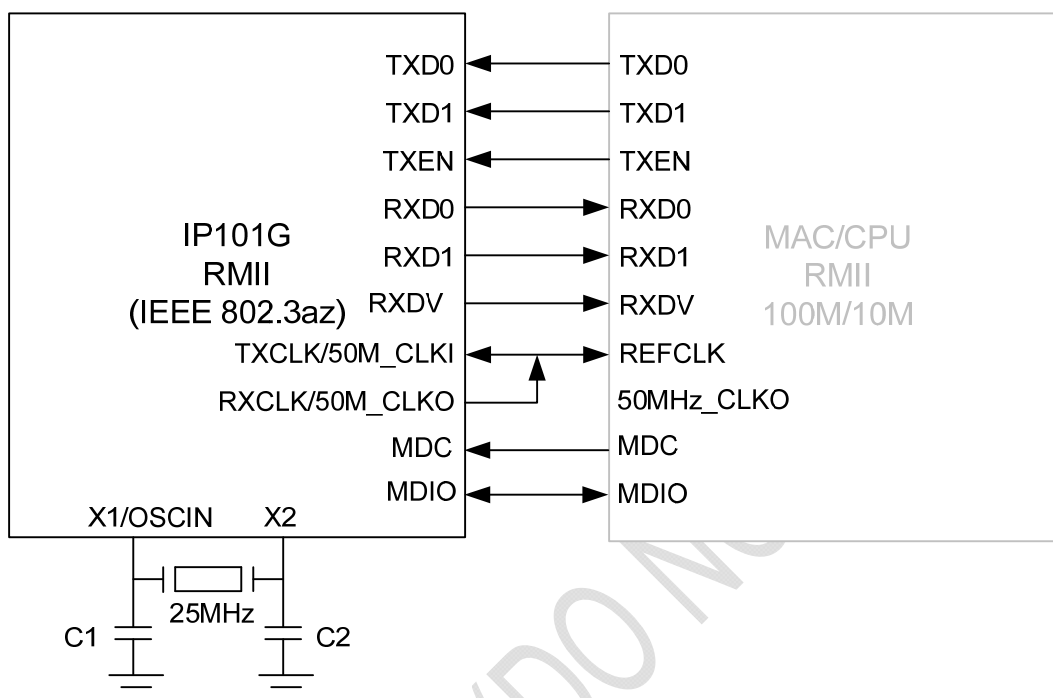 TXD0
TXD1
TXEN
RXD0
RXD1
RXDV
TXCLK/50M_CLKI
RXCLK/50M_CLKO
MDC
MDIO
IP101G
RMII
(IEEE 802.3az)
X1/OSCIN X2
25MHz
C1 C2
TXD0
TXD1
TXEN
RXD0
RXD1
RXDV
REFCLK
50MHz_CLKO
MDC
MDIO
MAC/CPU
RMII
100M/10M
DO